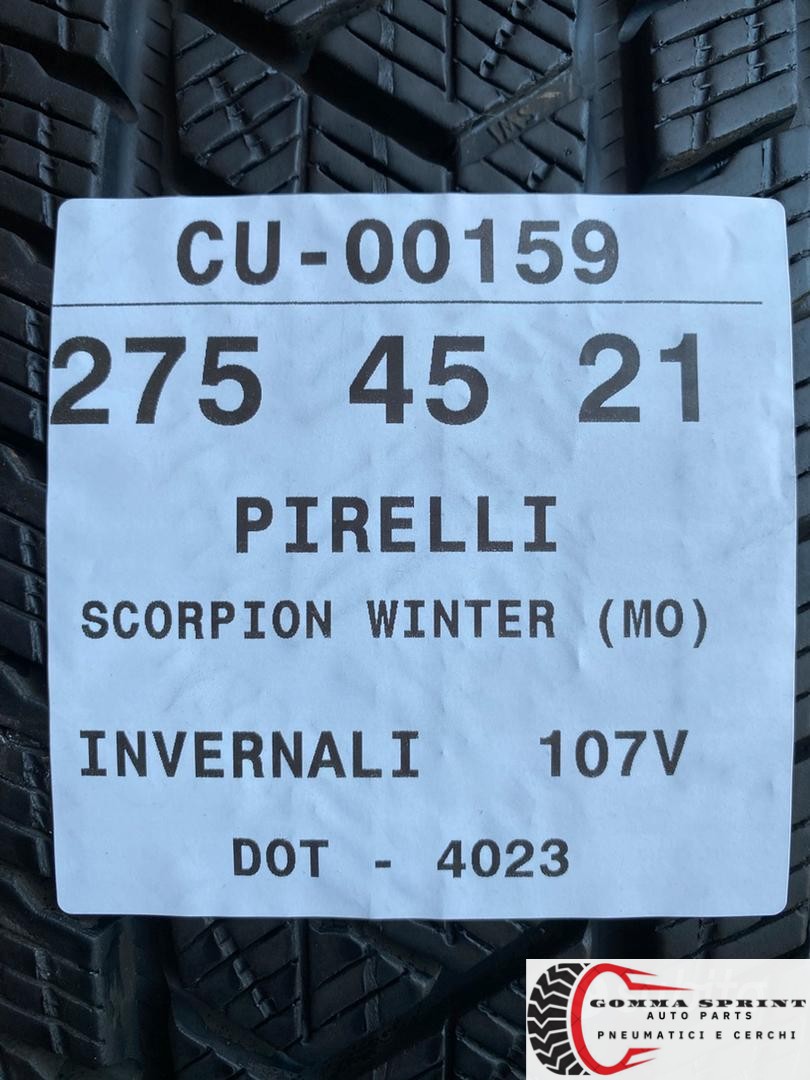 CU-00159
275 45 21
PIRELLI
SCORPION WINTER (MO)
INVERNALI 107V
DOT - 4023
GOMMA SPRINT
AUTO PARTS
PNEUMATICI E CERCHI